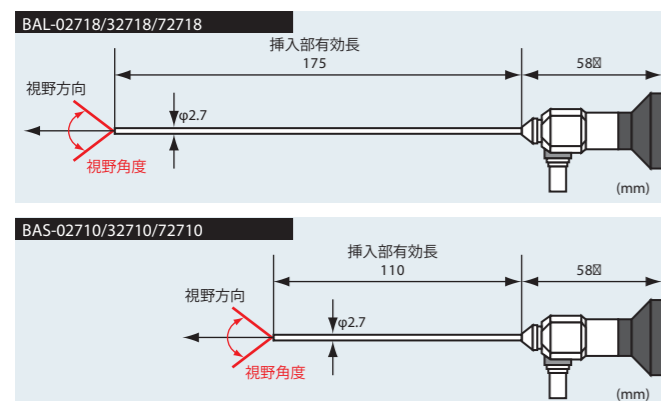 BAL-02718/32718/72718
挿入部有効長
175
58
視野方向
φ2.7
視野角度
(mm)
BAS-02710/32710/72710
挿入部有効長
110
58
視野方向
φ2.7
視野角度
(mm)